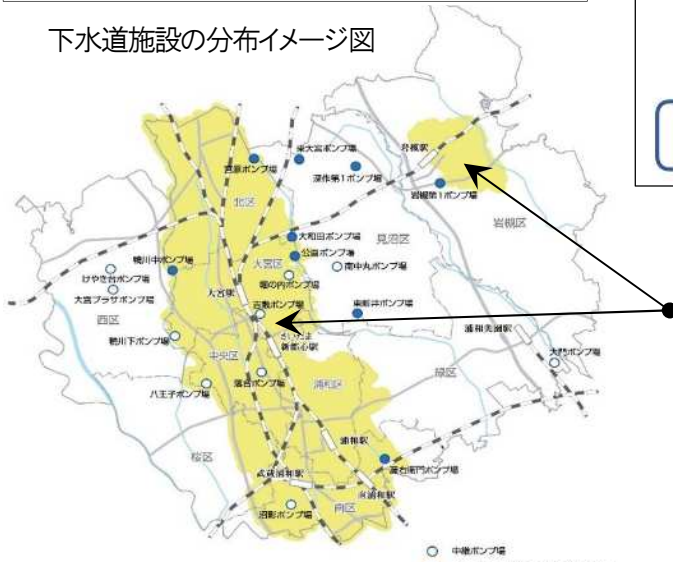 下水道施設の分布イメージ図
岩槻駅
東大宮ポンプ場
宮原ポンプ場
深作第1ポンプ場
岩槻第1ポンプ場
北区
岩槻区
大和田ポンプ場
見沼区
公園ポンプ場
鴨川中ポンプ場
大宮区
南中丸ポンプ場
けやき台ポンプ場
堀の内ポンプ場
大宮駅
大宮プラザポンプ場
吉敷ポンプ場
東新井ポンプ場
西区
さいたま
新都心駅
浦和美園駅
鴨川下ポンプ場
中央区
大門ポンプ場
落合ポンプ場
緑区
八王子ポンプ場
浦和区
浦和駅
桜区
武蔵浦和駅
藤右衛門ポンプ場
南浦和駅
沼影ポンプ場
南区
中継ポンプ場